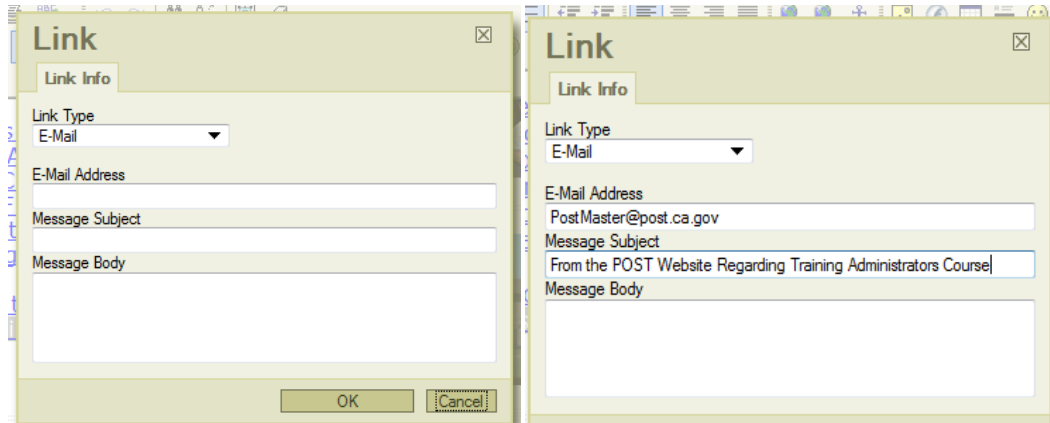 Link
Link Info
Link Type
E-Mail
E-Mail Address
Message Subject
Message Body
OK
Cancel
Link
Link Info
Link Type
E-Mail
E-Mail Address
PostMaster@post.ca.gov
Message Subject
From the POST Website Regarding Training Administrators Course
Message Body